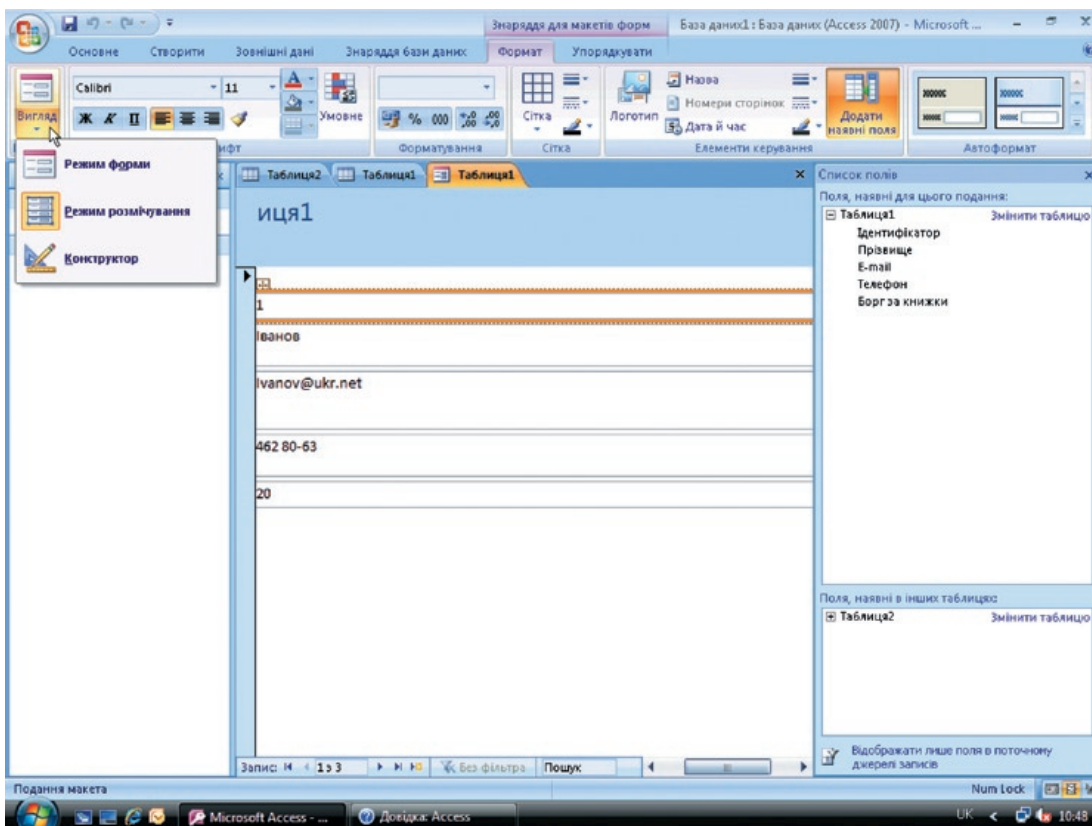 Знаряддя для макетів форм
База даних1 : База даних (Access 2007) - Microsoft ...
Основне Створити Зовнішні дані Знаряддя бази даних Формат Упорядкувати
Calibri 11
Вигляд
Ж К П
Умовне
% 000
Сітка
Логотип
Назва
Номери сторінок
Дата й час
Додати наявні поля
Форматування Сітка Елементи керування Автоформат
Режим форми
Режим розмічування
Конструктор
Таблиця2 Таблиця1 Таблиця1
иця1
1
Іванов
Ivanov@ukr.net
462 80-63
20
Список полів
Поля, наявні для цього подання:
Таблиця1 Змінити таблицю
Ідентифікатор
Прізвище
E-mail
Телефон
Борг за книжки
Поля, наявні в інших таблицях:
Таблиця2 Змінити таблицю
Відображати лише поля в поточному
джерелі записів
Запис: 1 з 3 Без фільтра Пошук
Подання макета Num Lock
Microsoft Access - ... Довідка: Access UK 10:48